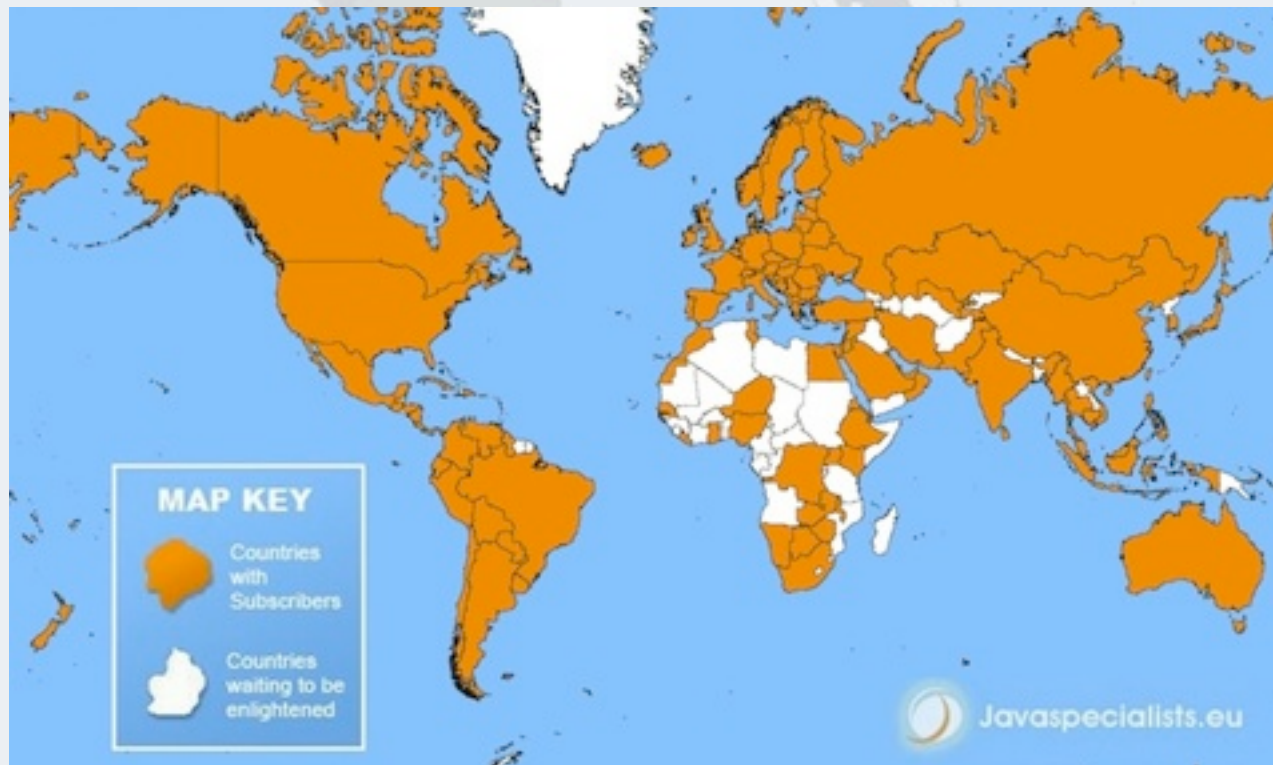 MAP KEY
Countries
with
Subscribers
Countries
waiting to be
enlightened
Javaspecialists.eu